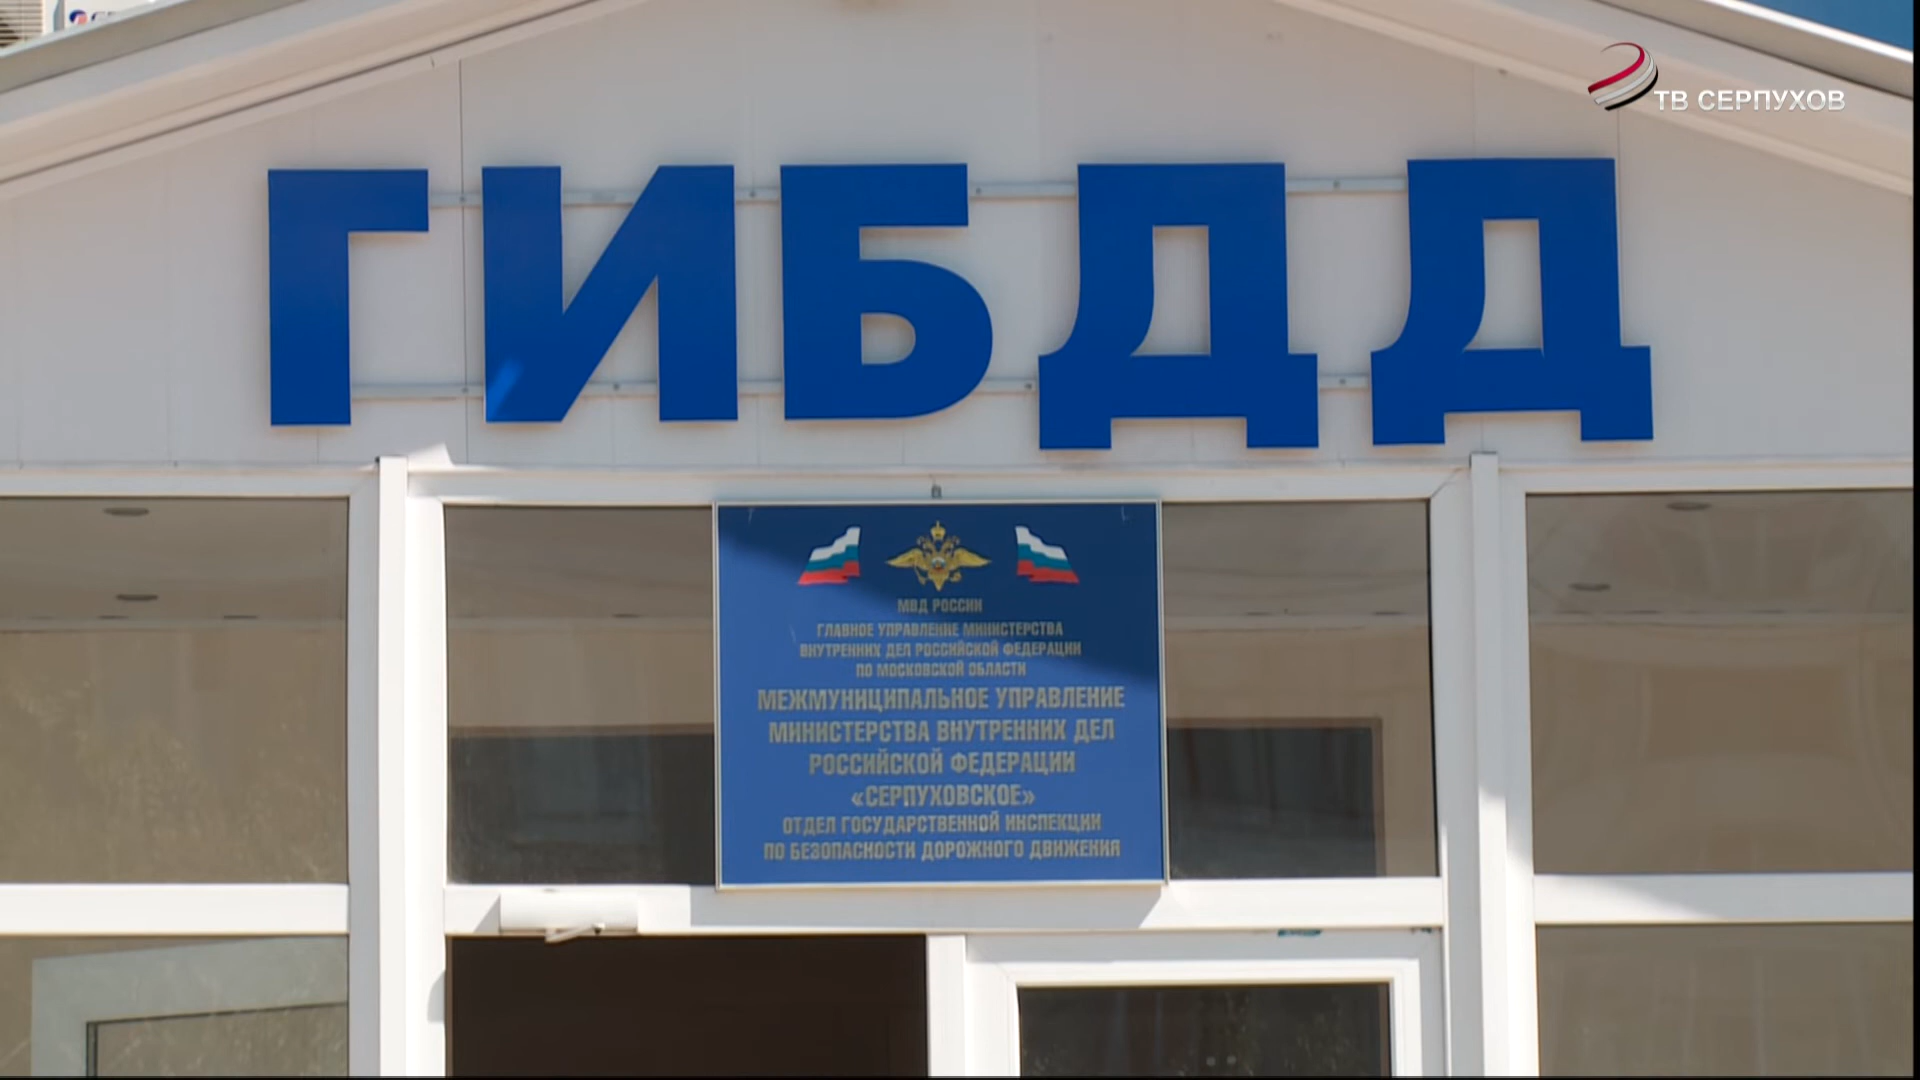 ТВ СЕРПУХОВ
ГИБДД
МВД РОССИИ
ГЛАВНОЕ УПРАВЛЕНИЕ МИНИСТЕРСТВА
ВНУТРЕННИХ ДЕЛ РОССИЙСКОЙ ФЕДЕРАЦИИ
ПО МОСКОВСКОЙ ОБЛАСТИ
МЕЖМУНИЦИПАЛЬНОЕ УПРАВЛЕНИЕ
МИНИСТЕРСТВА ВНУТРЕННИХ ДЕЛ
РОССИЙСКОЙ ФЕДЕРАЦИИ
«СЕРПУХОВСКОЕ»
ОТДЕЛ ГОСУДАРСТВЕННОЙ ИНСПЕКЦИИ
ПО БЕЗОПАСНОСТИ ДОРОЖНОГО ДВИЖЕНИЯ